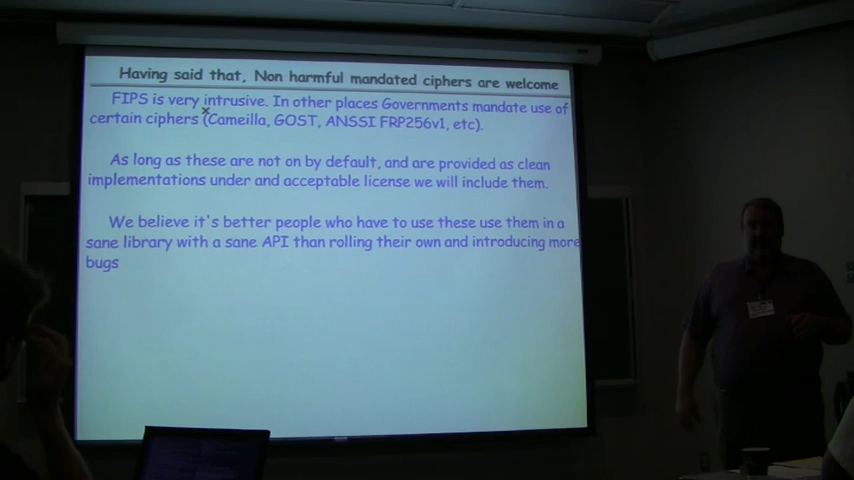 Having said that, Non harmful mandated ciphers are welcome
FIPS is very intrusive. In other places Governments mandate use of
certain ciphers (Cameilla, GOST, ANSSI FRP256v1, etc).
As long as these are not on by default, and are provided as clean
implementations under and acceptable license we will include them.
We believe it's better people who have to use these use them in a
sane library with a sane API than rolling their own and introducing more
bugs